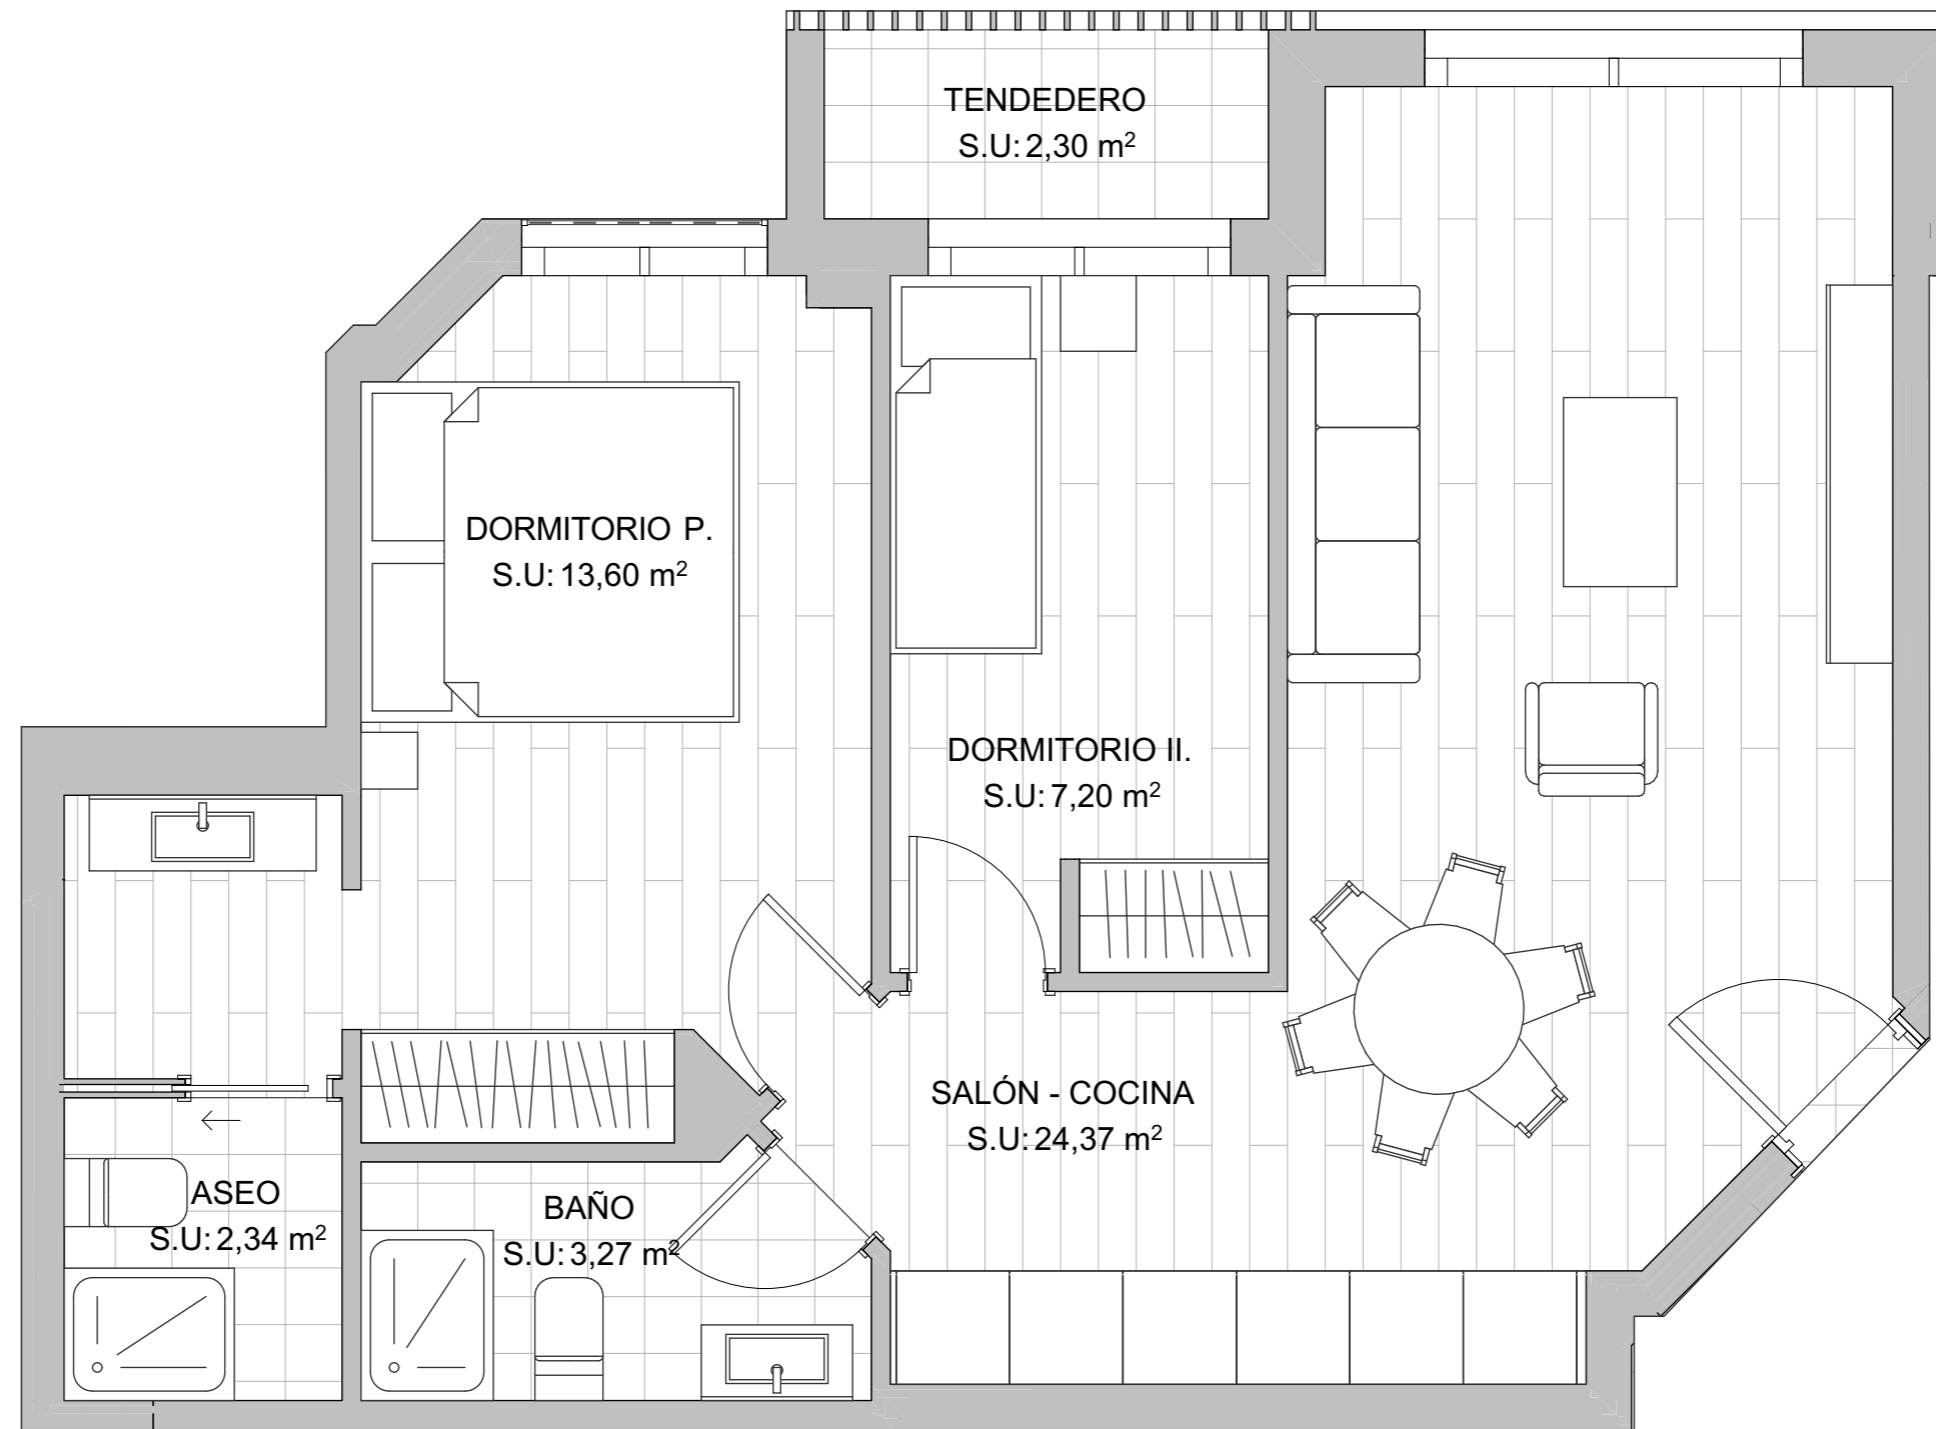 TENDEDERO
S.U: 2,30 m²
DORMITORIO P.
S.U: 13,60 m²
DORMITORIO II.
S.U: 7,20 m²
SALÓN - COCINA
S.U: 24,37 m²
ASEO
S.U: 2,34 m²
BAÑO
S.U: 3,27 m²